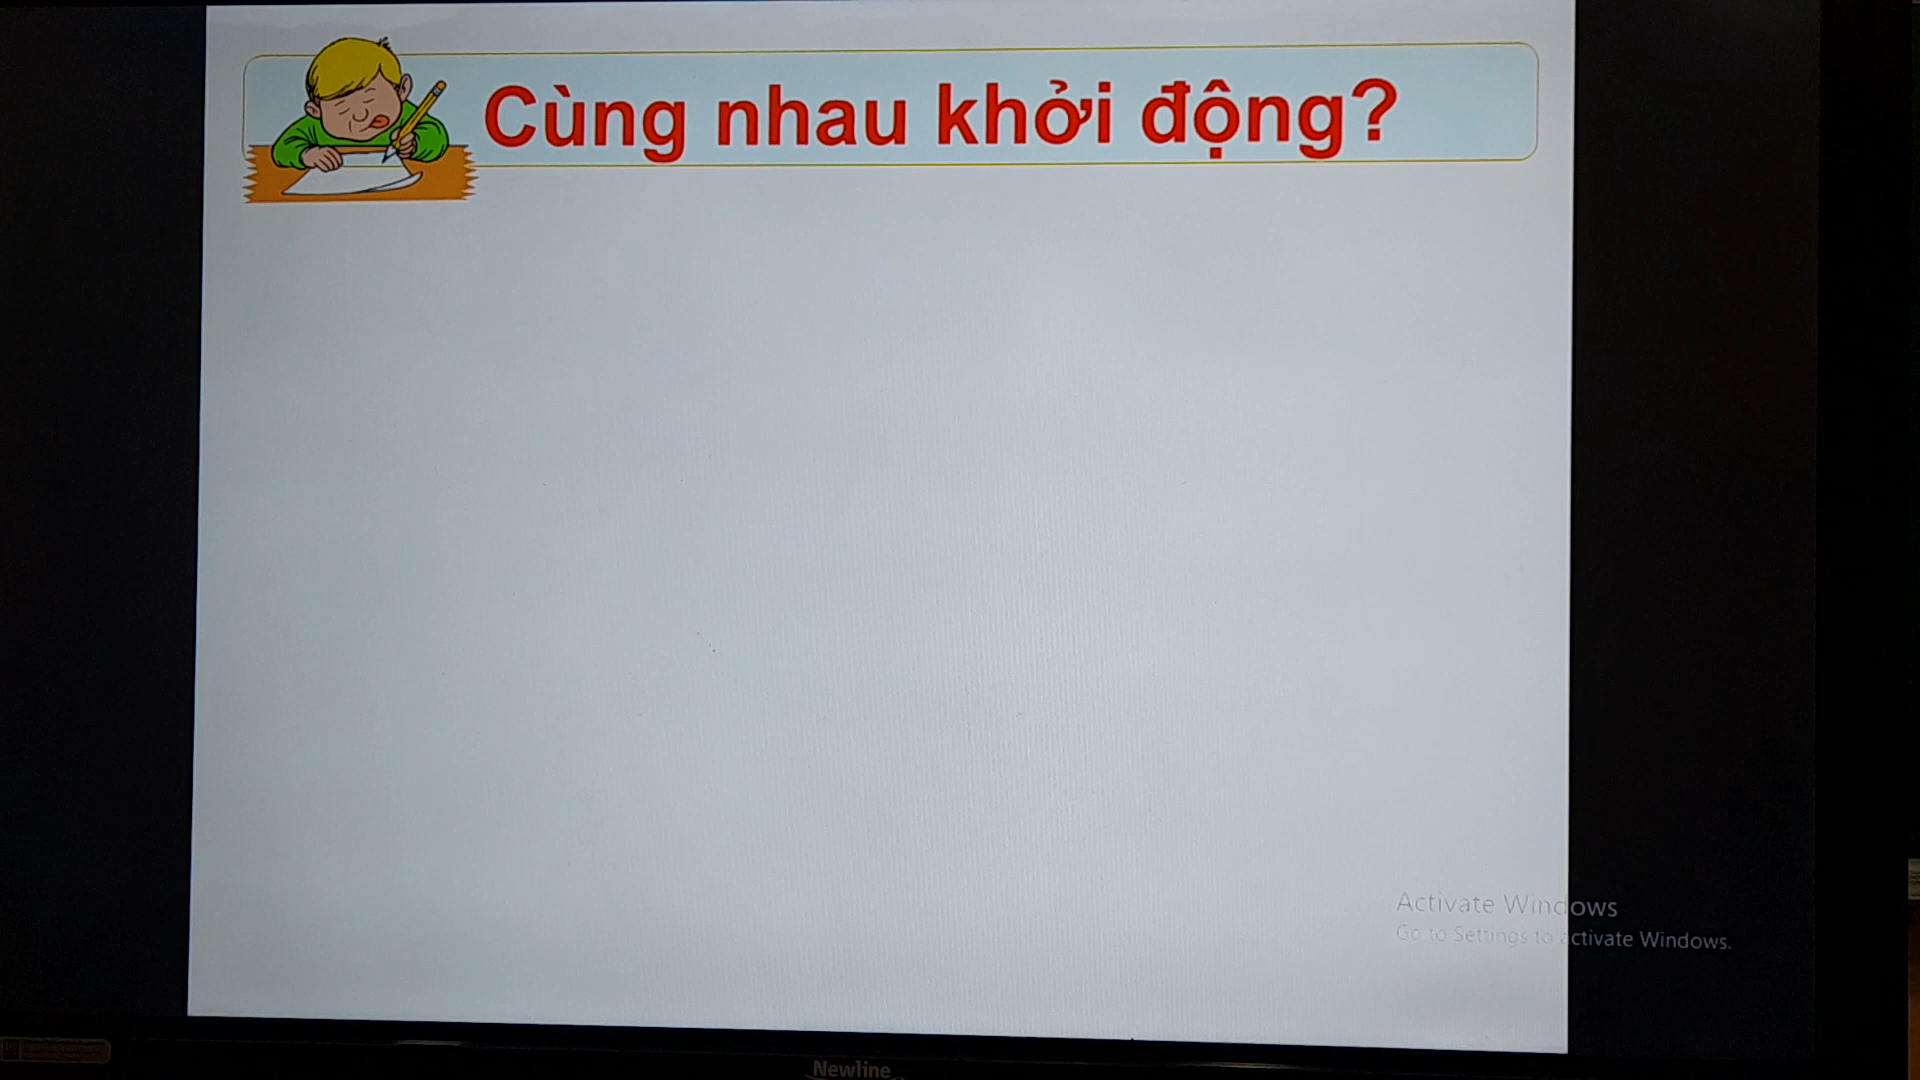 Cùng nhau khởi động?
Activate Windows
Go to Settings to activate Windows.
Newline